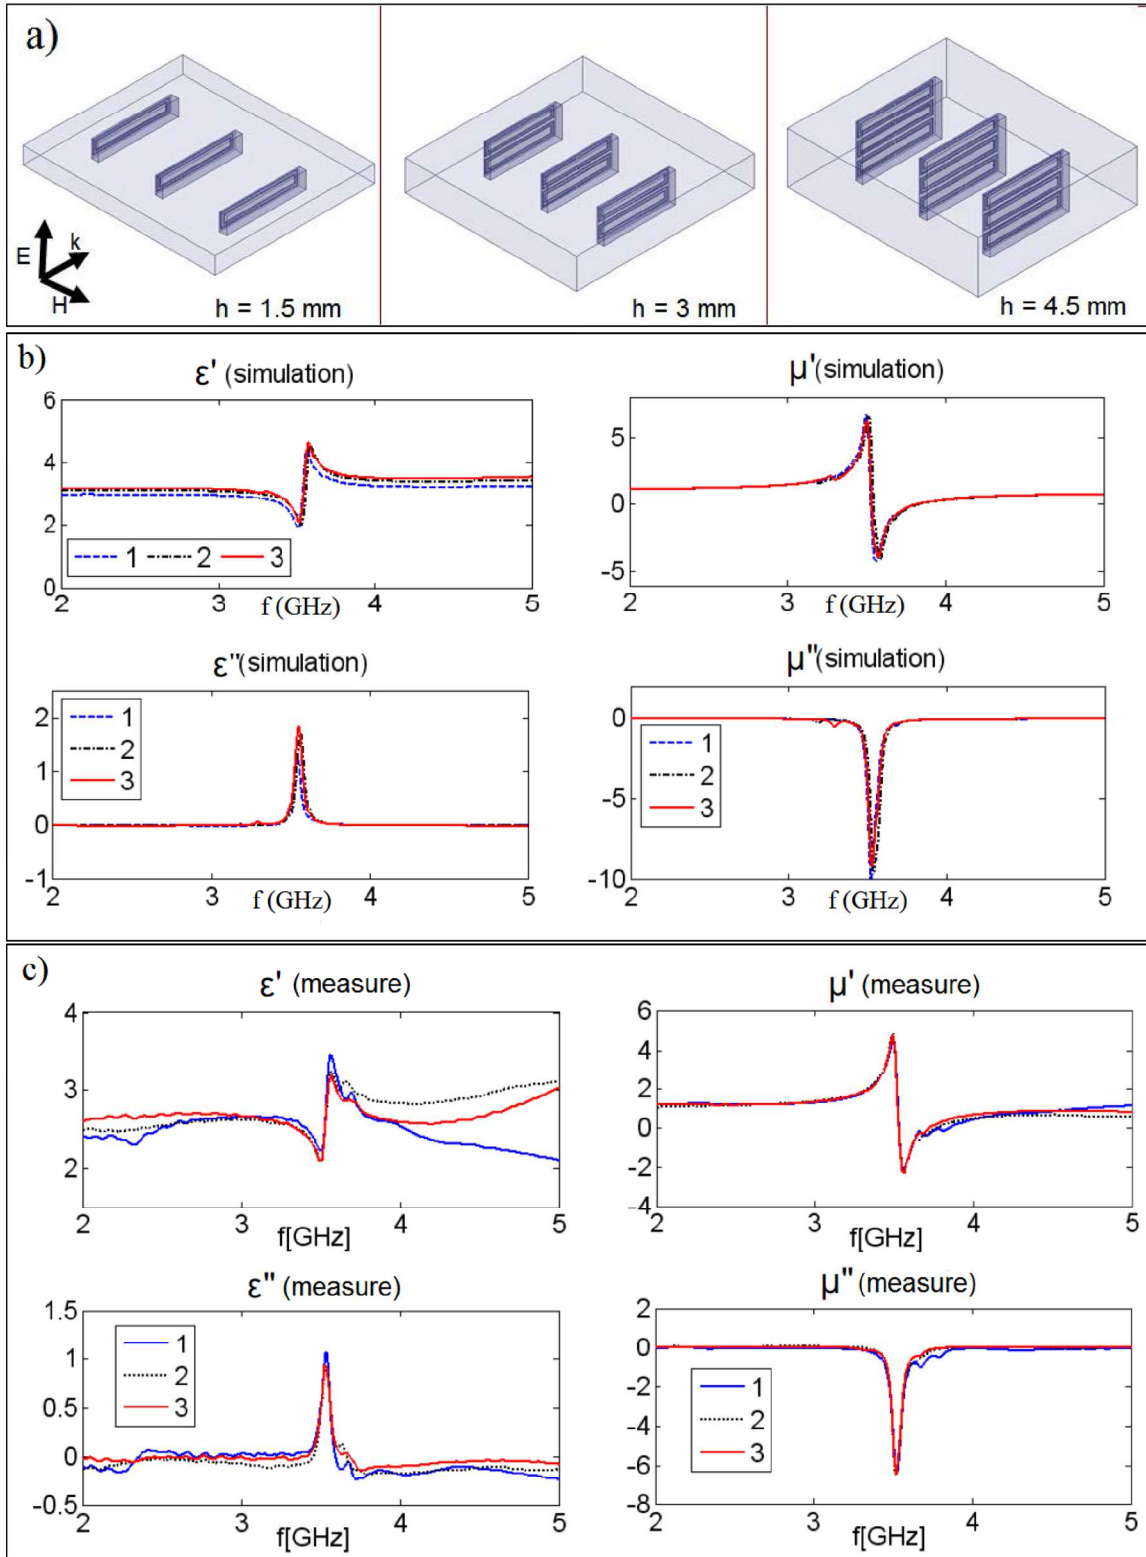 a)
E
k
H
h = 1.5 mm
h = 3 mm
h = 4.5 mm
b)
ε' (simulation)
6
4
2
0
1 2 3
2 3 4 5
f (GHz)
μ'(simulation)
5
0
-5
2 3 4 5
f (GHz)
ε"(simulation)
2
1
0
-1
1
2
3
2 3 4 5
f (GHz)
μ"(simulation)
0
-5
-10
1
2
3
2 3 4 5
f (GHz)
c)
ε' (measure)
4
3
2
2 3 4 5
f[GHz]
μ' (measure)
6
4
2
0
-2
-4
2 3 4 5
f[GHz]
ε" (measure)
1.5
1
0.5
0
-0.5
1
2
3
2 3 4 5
f[GHz]
μ" (measure)
2
0
-2
-4
-6
-8
1
2
3
2 3 4 5
f[GHz]